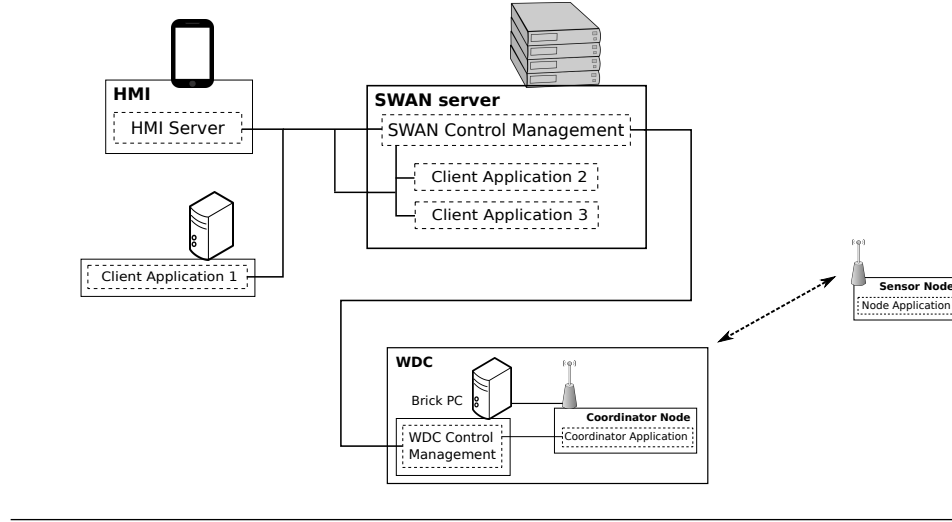 HMI
HMI Server
SWAN server
SWAN Control Management
Client Application 2
Client Application 3
Client Application 1
Sensor Node
Node Application
WDC
Brick PC
Coordinator Node
Coordinator Application
WDC Control
Management